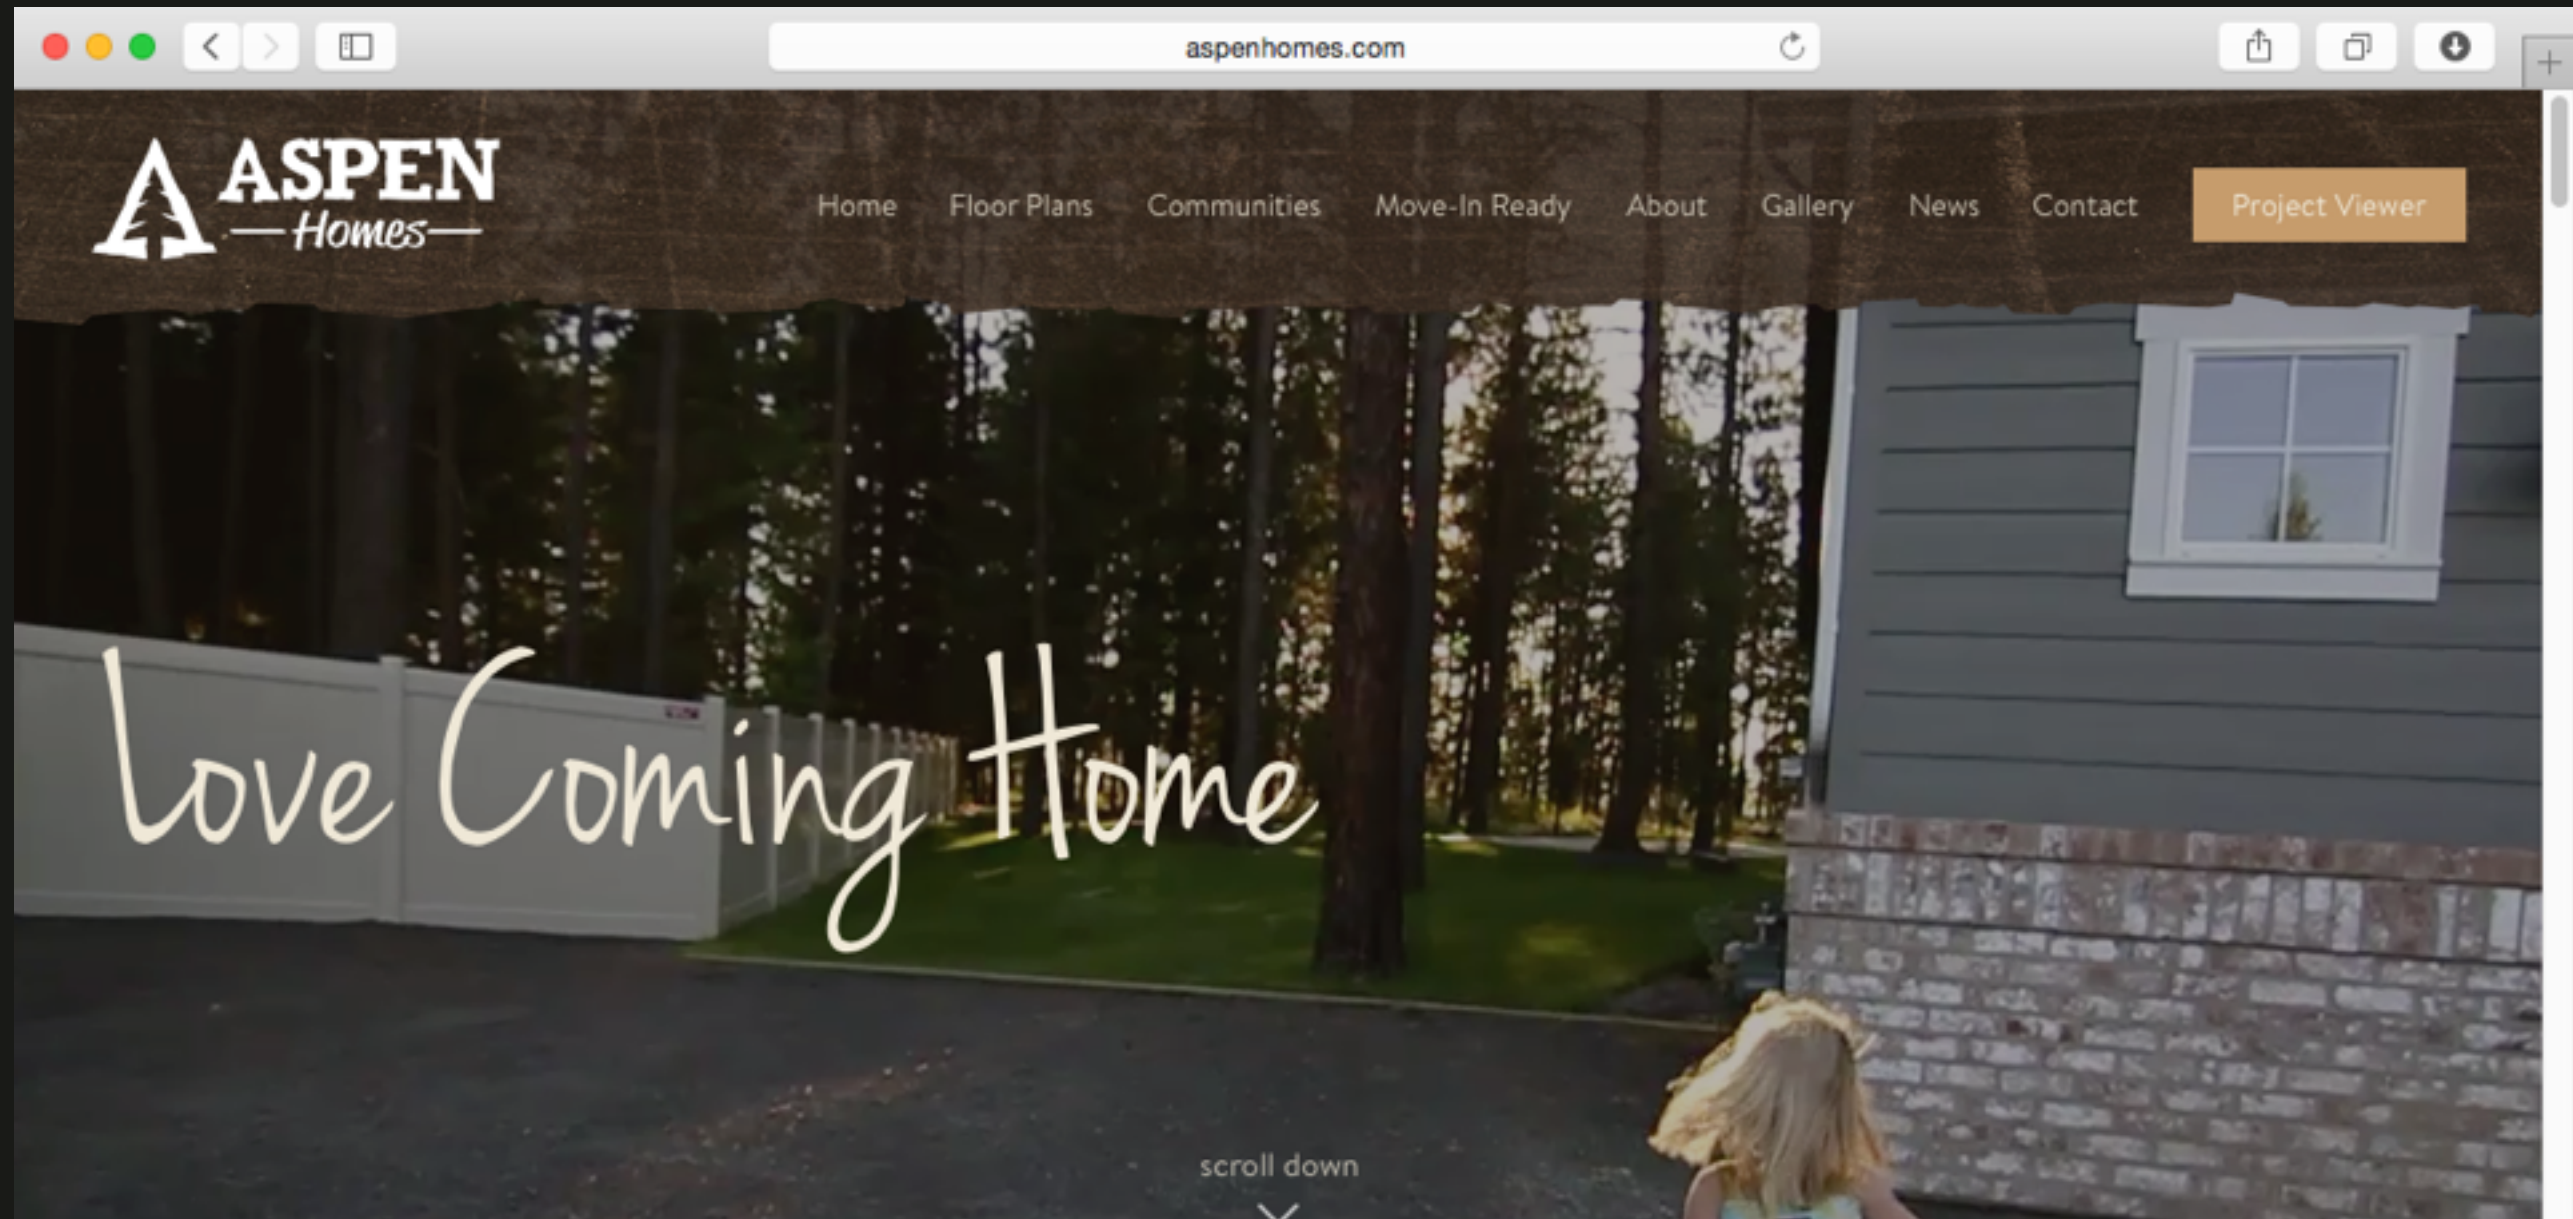 aspenhomes.com
ASPEN
Homes
Home Floor Plans Communities Move-In Ready About Gallery News Contact Project Viewer
Love Coming Home
scroll down